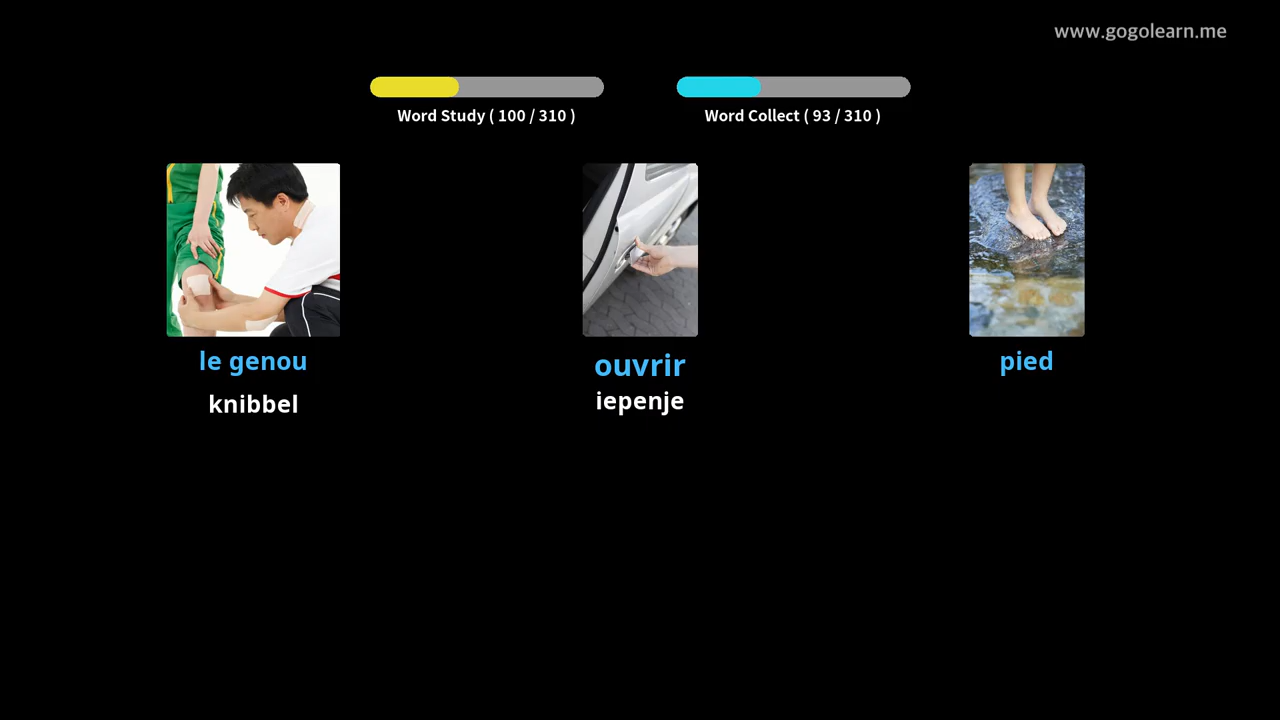 www.gogolearn.me
Word Study ( 100 / 310 )
Word Collect ( 93 / 310 )
le genou
knibbel
ouvrir
iepenje
pied